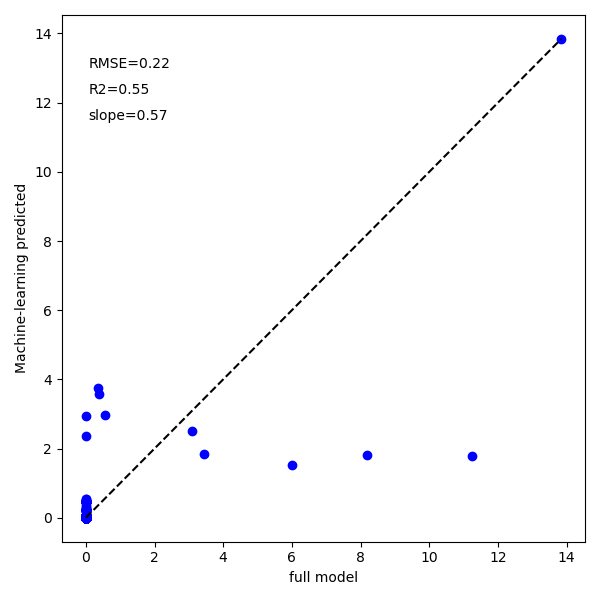 14
12
10
8
6
4
2
0
RMSE=0.22
R2=0.55
slope=0.57
Machine-learning predicted
0 2 4 6 8 10 12 14
full model